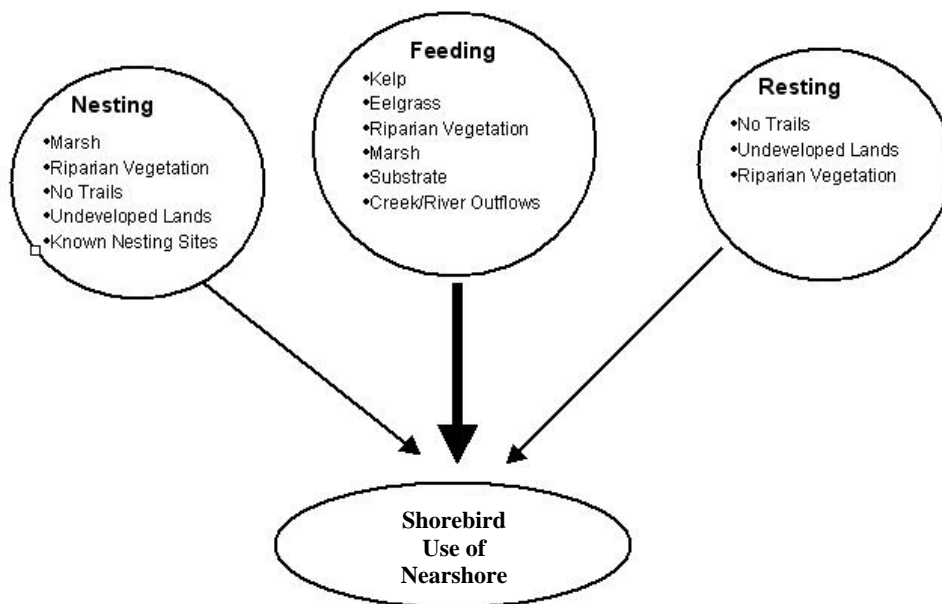 Nesting
•Marsh
•Riparian Vegetation
•No Trails
•Undeveloped Lands
•Known Nesting Sites
Feeding
•Kelp
•Eelgrass
•Riparian Vegetation
•Marsh
•Substrate
•Creek/River Outflows
Resting
•No Trails
•Undeveloped Lands
•Riparian Vegetation
Shorebird
Use of
Nearshore